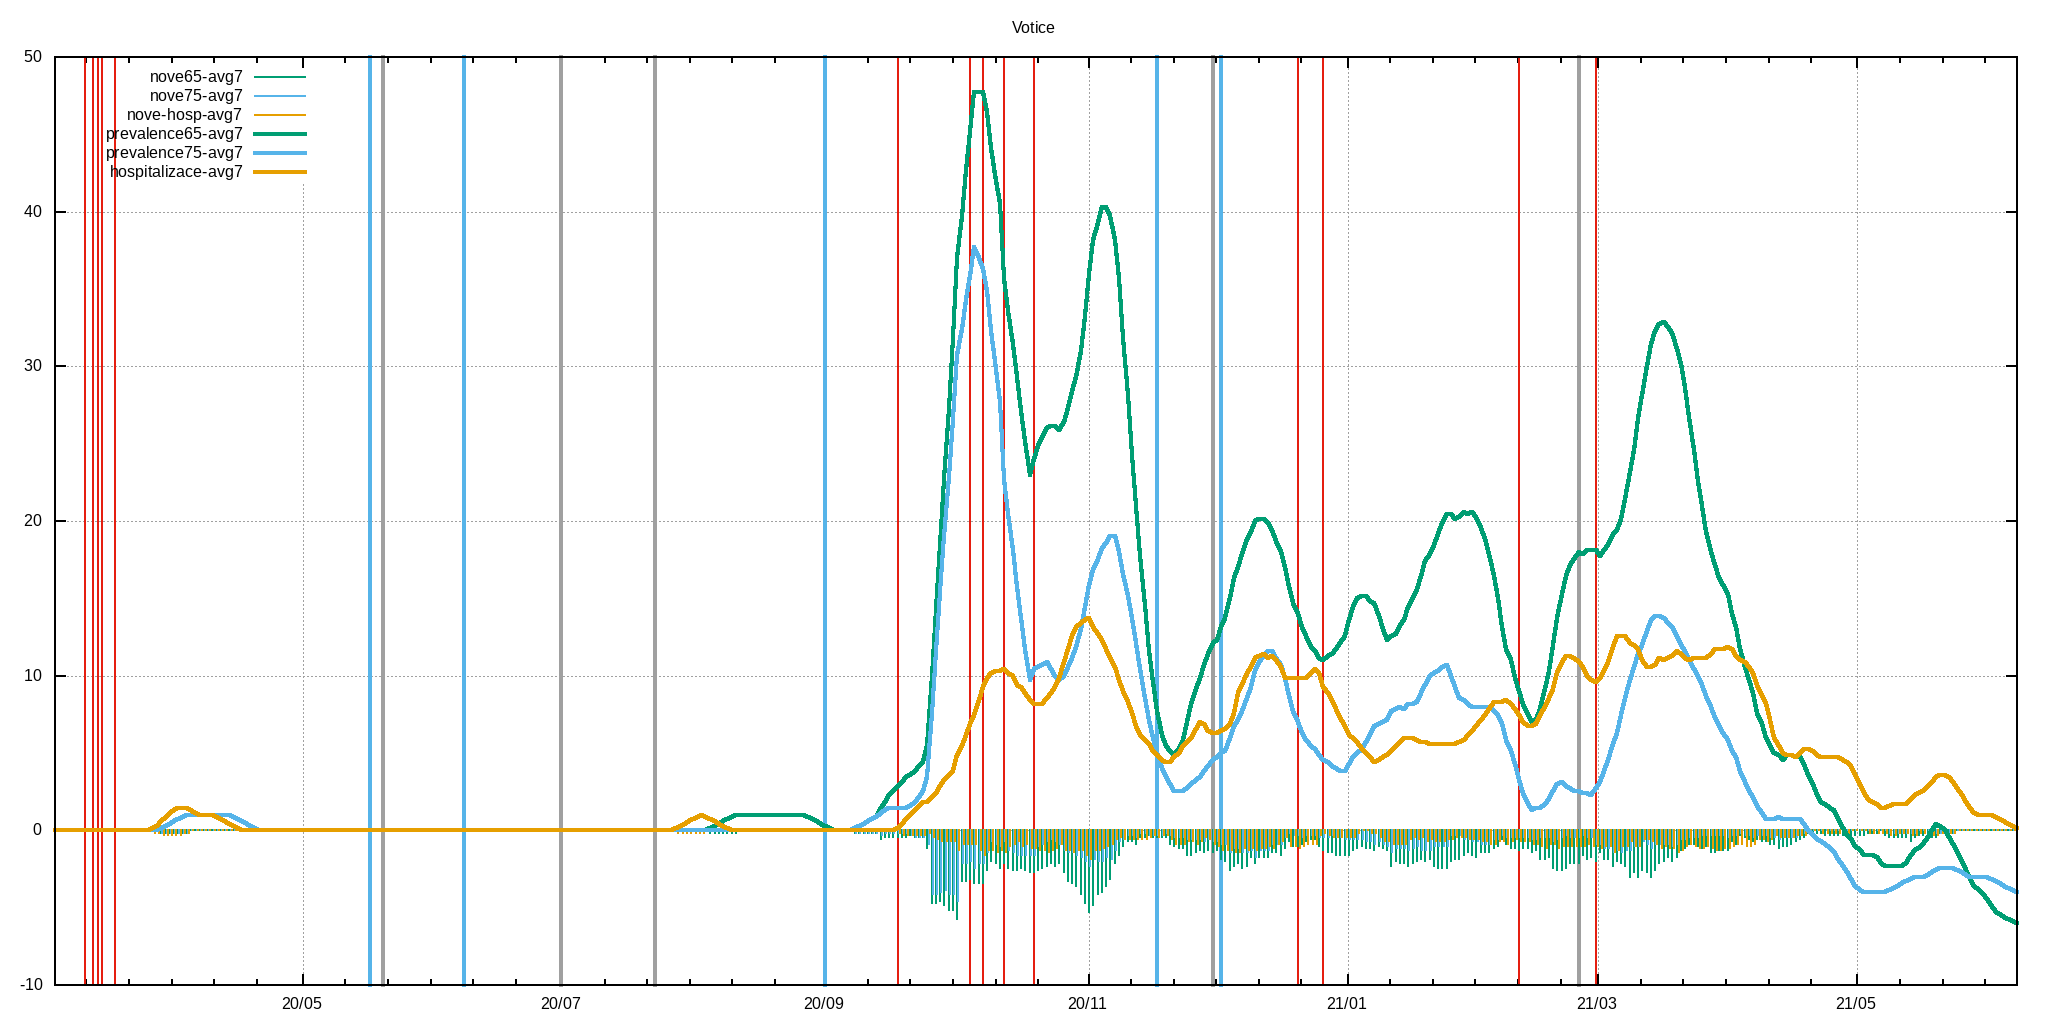 Votice
50
nove65-avg7
nove75-avg7
nove-hosp-avg7
prevalence65-avg7
prevalence75-avg7
hospitalizace-avg7
40
30
20
10
0
-10
20/05 20/07 20/09 20/11 21/01 21/03 21/05